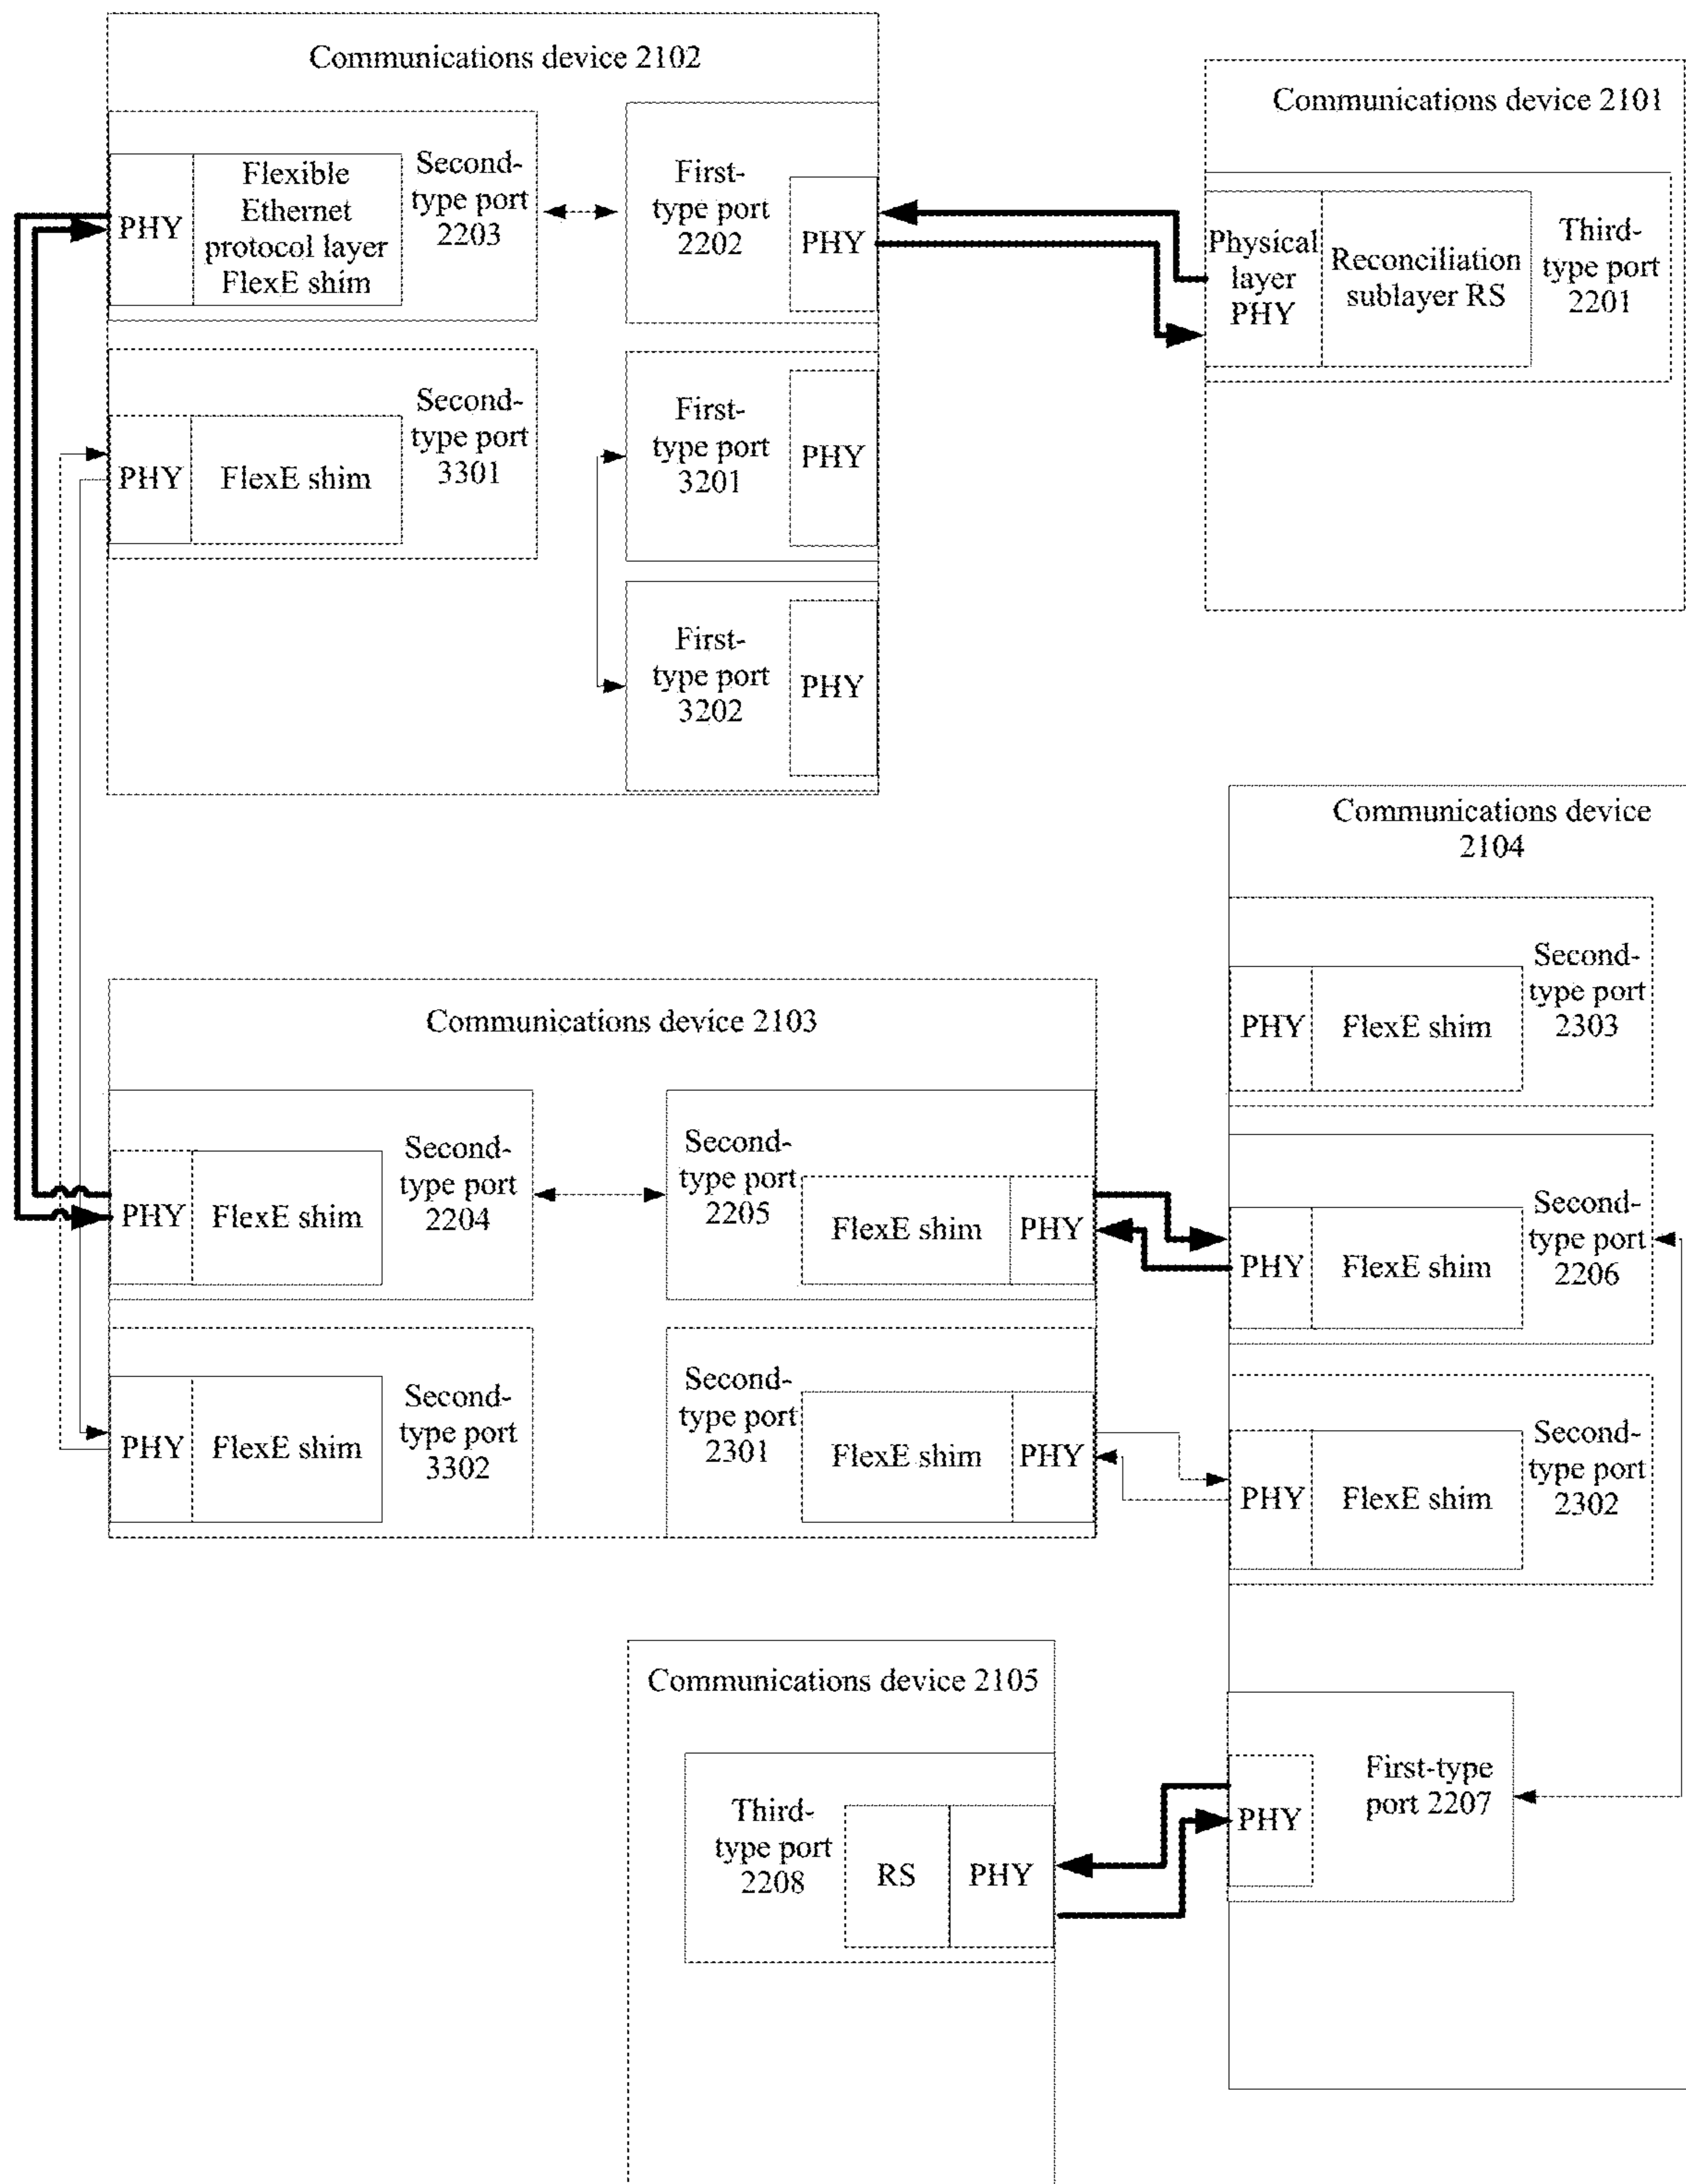 Communications device 2102
PHY
Flexible
Ethernet
protocol layer
FlexE shim
Second-
type port
2203
First-
type port
2202
PHY
PHY
FlexE shim
Second-
type port
3301
First-
type port
3201
PHY
First-
type port
3202
PHY
Communications device 2101
Physical
layer
PHY
Reconciliation
sublayer RS
Third-
type port
2201
Communications device 2103
PHY
FlexE shim
Second-
type port
2204
Second-
type port
2205
FlexE shim
PHY
PHY
FlexE shim
Second-
type port
3302
Second-
type port
2301
FlexE shim
PHY
Communications device
2104
PHY
FlexE shim
Second-
type port
2303
PHY
FlexE shim
Second-
type port
2206
PHY
FlexE shim
Second-
type port
2302
PHY
First-type
port 2207
Communications device 2105
Third-
type port
2208
RS
PHY